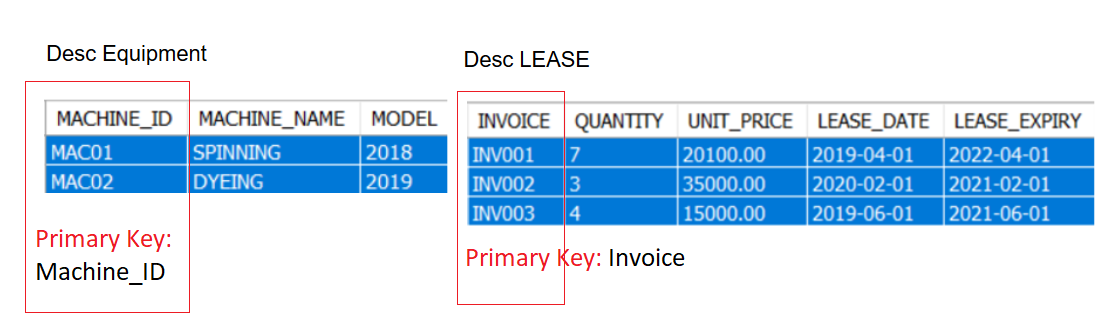 Desc Equipment
MACHINE_ID MACHINE_NAME MODEL
MAC01 SPINNING 2018
MAC02 DYEING 2019
Primary Key:
Machine_ID
Desc LEASE
INVOICE QUANTITY UNIT_PRICE LEASE_DATE LEASE_EXPIRY
INV001 7 20100.00 2019-04-01 2022-04-01
INV002 3 35000.00 2020-02-01 2021-02-01
INV003 4 15000.00 2019-06-01 2021-06-01
Primary Key: Invoice